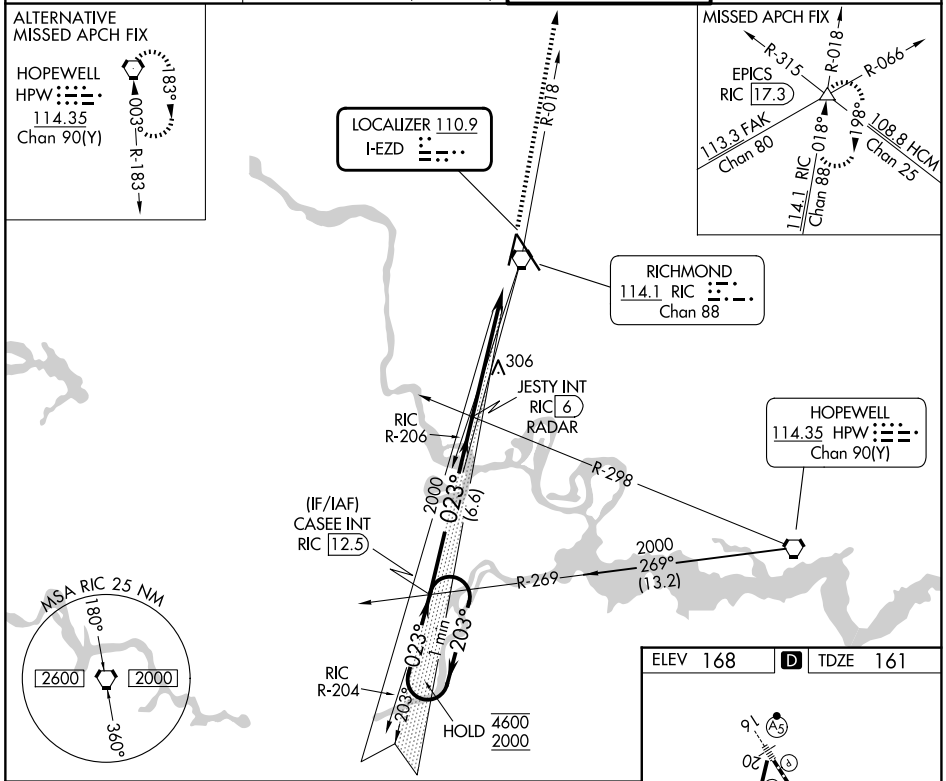 ALTERNATIVE
MISSED APCH FIX
HOPEWELL
HPW
114.35
Chan 90(Y)
183°
003°
R-183
LOCALIZER 110.9
I-EZD
R-018
MISSED APCH FIX
R-315
R-018
R-066
EPICS
RIC 17.3
113.3 FAK
Chan 80
018°
198°
114.1 RIC
Chan 88
108.8 HCM
Chan 25
RICHMOND
114.1 RIC
Chan 88
306
JESTY INT
RIC 6
RADAR
RIC
R-206
HOPEWELL
114.35 HPW
Chan 90(Y)
R-298
2000
023°
(6.6)
(IF/IAF)
CASEE INT
RIC 12.5
2000
269°
(13.2)
R-269
MSA RIC 25 NM
180°
2600
2000
360°
023°
1 min
203°
RIC
R-204
203°
HOLD 4600
2000
ELEV 168 D TDZE 161
16
A5
20
P